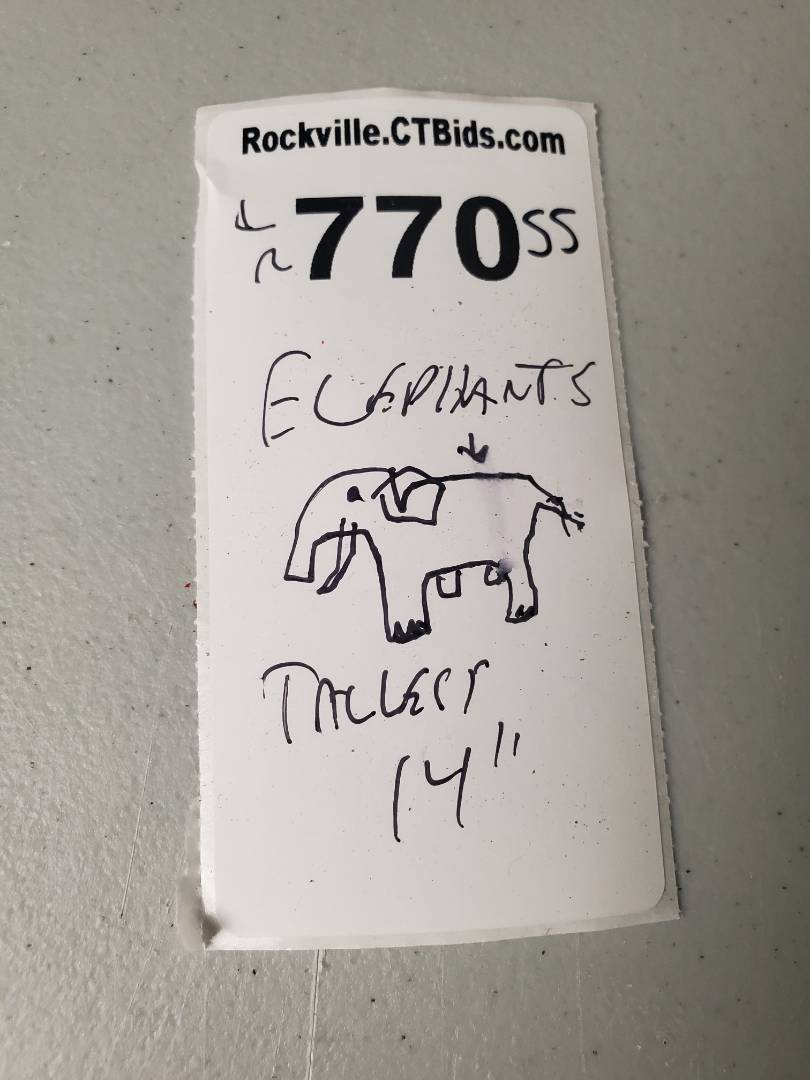 Rockville.CTBids.com
770 SS
ELEPHANTS
TALLEST
14"